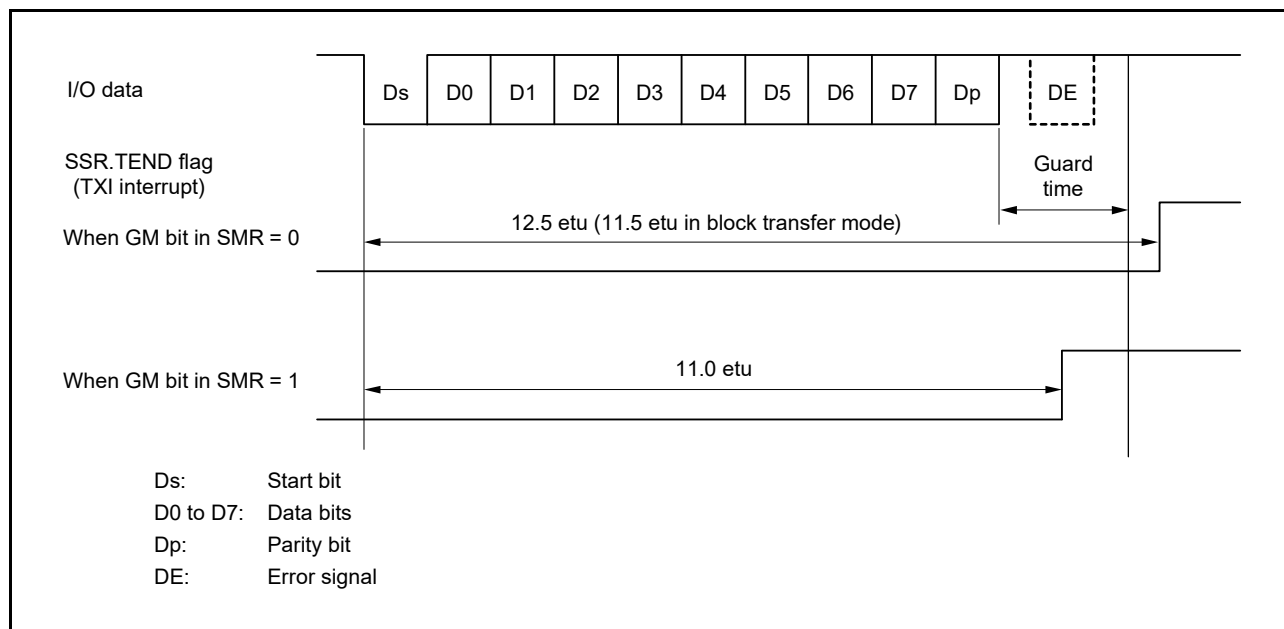 I/O data
Ds D0 D1 D2 D3 D4 D5 D6 D7 Dp DE
SSR.TEND flag
(TXI interrupt)
Guard
time
When GM bit in SMR = 0
12.5 etu (11.5 etu in block transfer mode)
When GM bit in SMR = 1
11.0 etu
Ds: Start bit
D0 to D7: Data bits
Dp: Parity bit
DE: Error signal